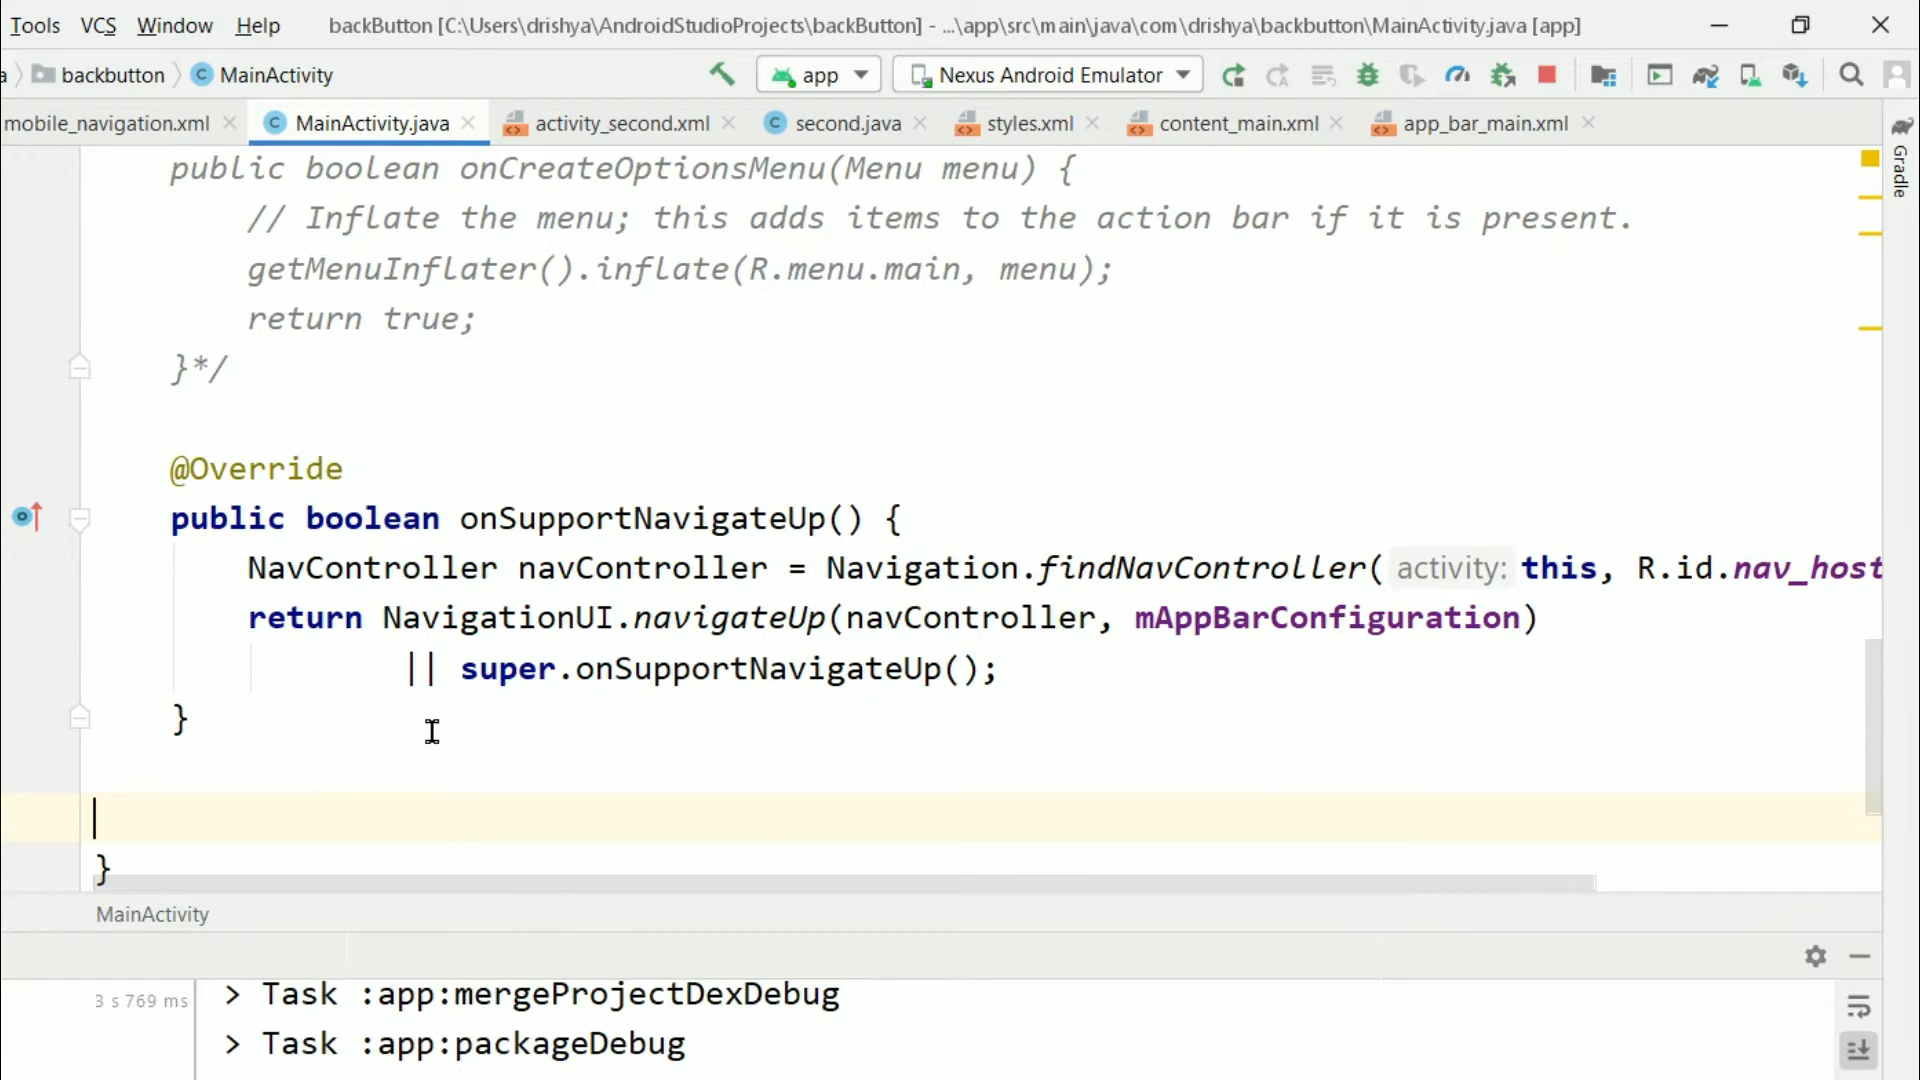 Tools VCS Window Help backButton [C:\Users\drishya\AndroidStudioProjects\backButton] - ...\app\src\main\java\com\drishya\backbutton\MainActivity.java [app]
a backbutton MainActivity app Nexus Android Emulator
mobile_navigation.xml MainActivity.java activity_second.xml second.java styles.xml content_main.xml app_bar_main.xml
Gradle
public boolean onCreateOptionsMenu(Menu menu) {
// Inflate the menu; this adds items to the action bar if it is present.
getMenuInflater().inflate(R.menu.main, menu);
return true;
}*/
@Override
public boolean onSupportNavigateUp() {
NavController navController = Navigation.findNavController( activity: this, R.id.nav_host
return NavigationUI.navigateUp(navController, mAppBarConfiguration)
|| super.onSupportNavigateUp();
}
}
MainActivity
3 s 769 ms > Task :app:mergeProjectDexDebug
> Task :app:packageDebug